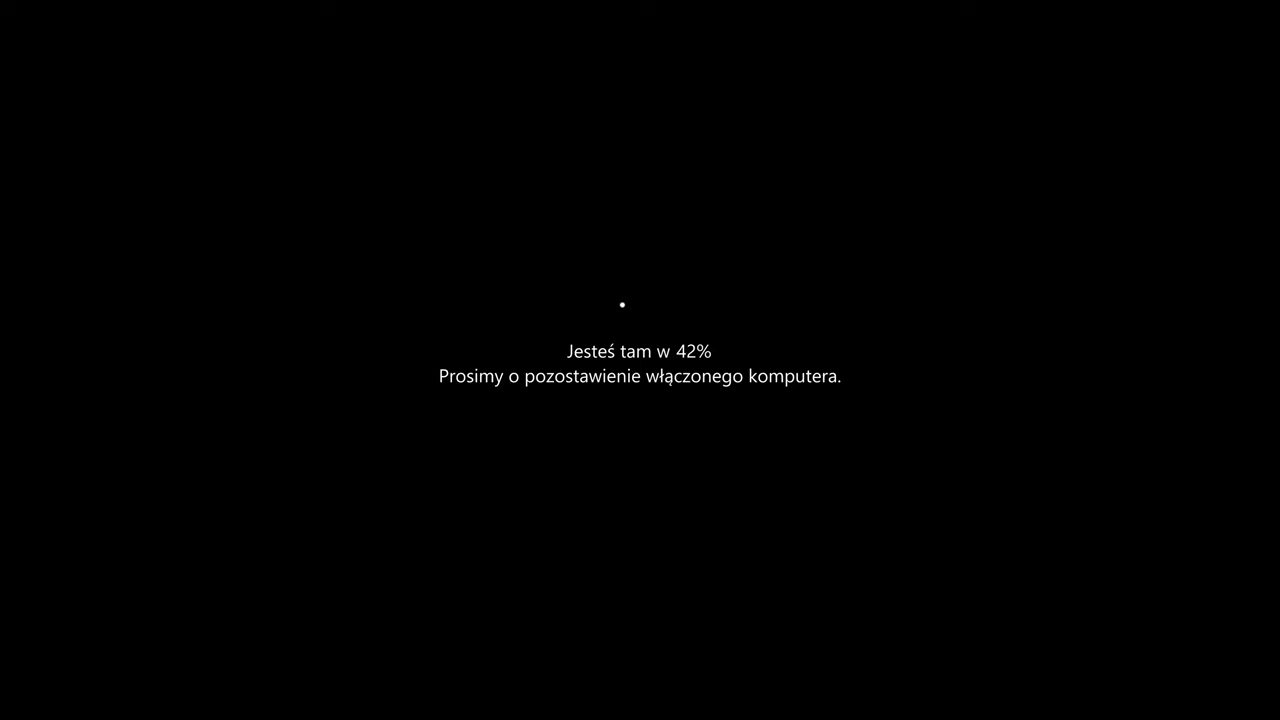 Jesteś tam w 42%
Prosimy o pozostawienie włączonego komputera.